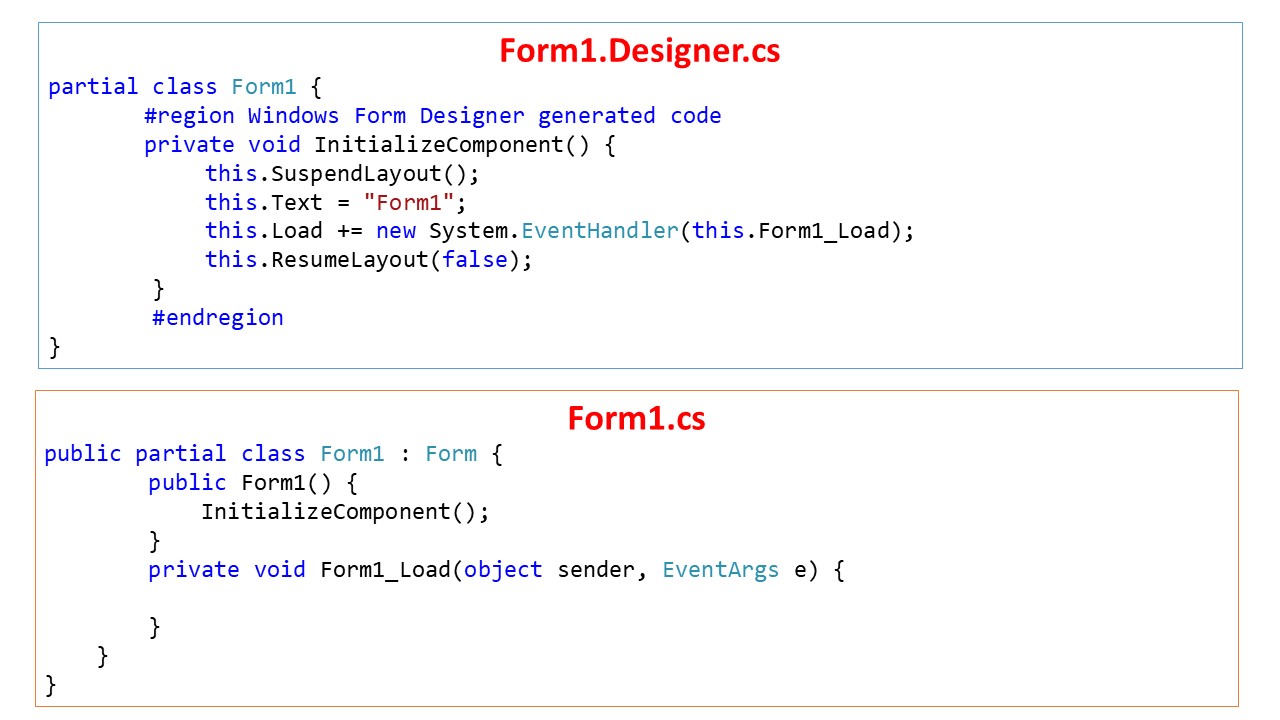 Form1.Designer.cs
partial class Form1 {
#region Windows Form Designer generated code
private void InitializeComponent() {
this.SuspendLayout();
this.Text = "Form1";
this.Load += new System.EventHandler(this.Form1_Load);
this.ResumeLayout(false);
}
#endregion
}
Form1.cs
public partial class Form1 : Form {
public Form1() {
InitializeComponent();
}
private void Form1_Load(object sender, EventArgs e) {
}
}
}